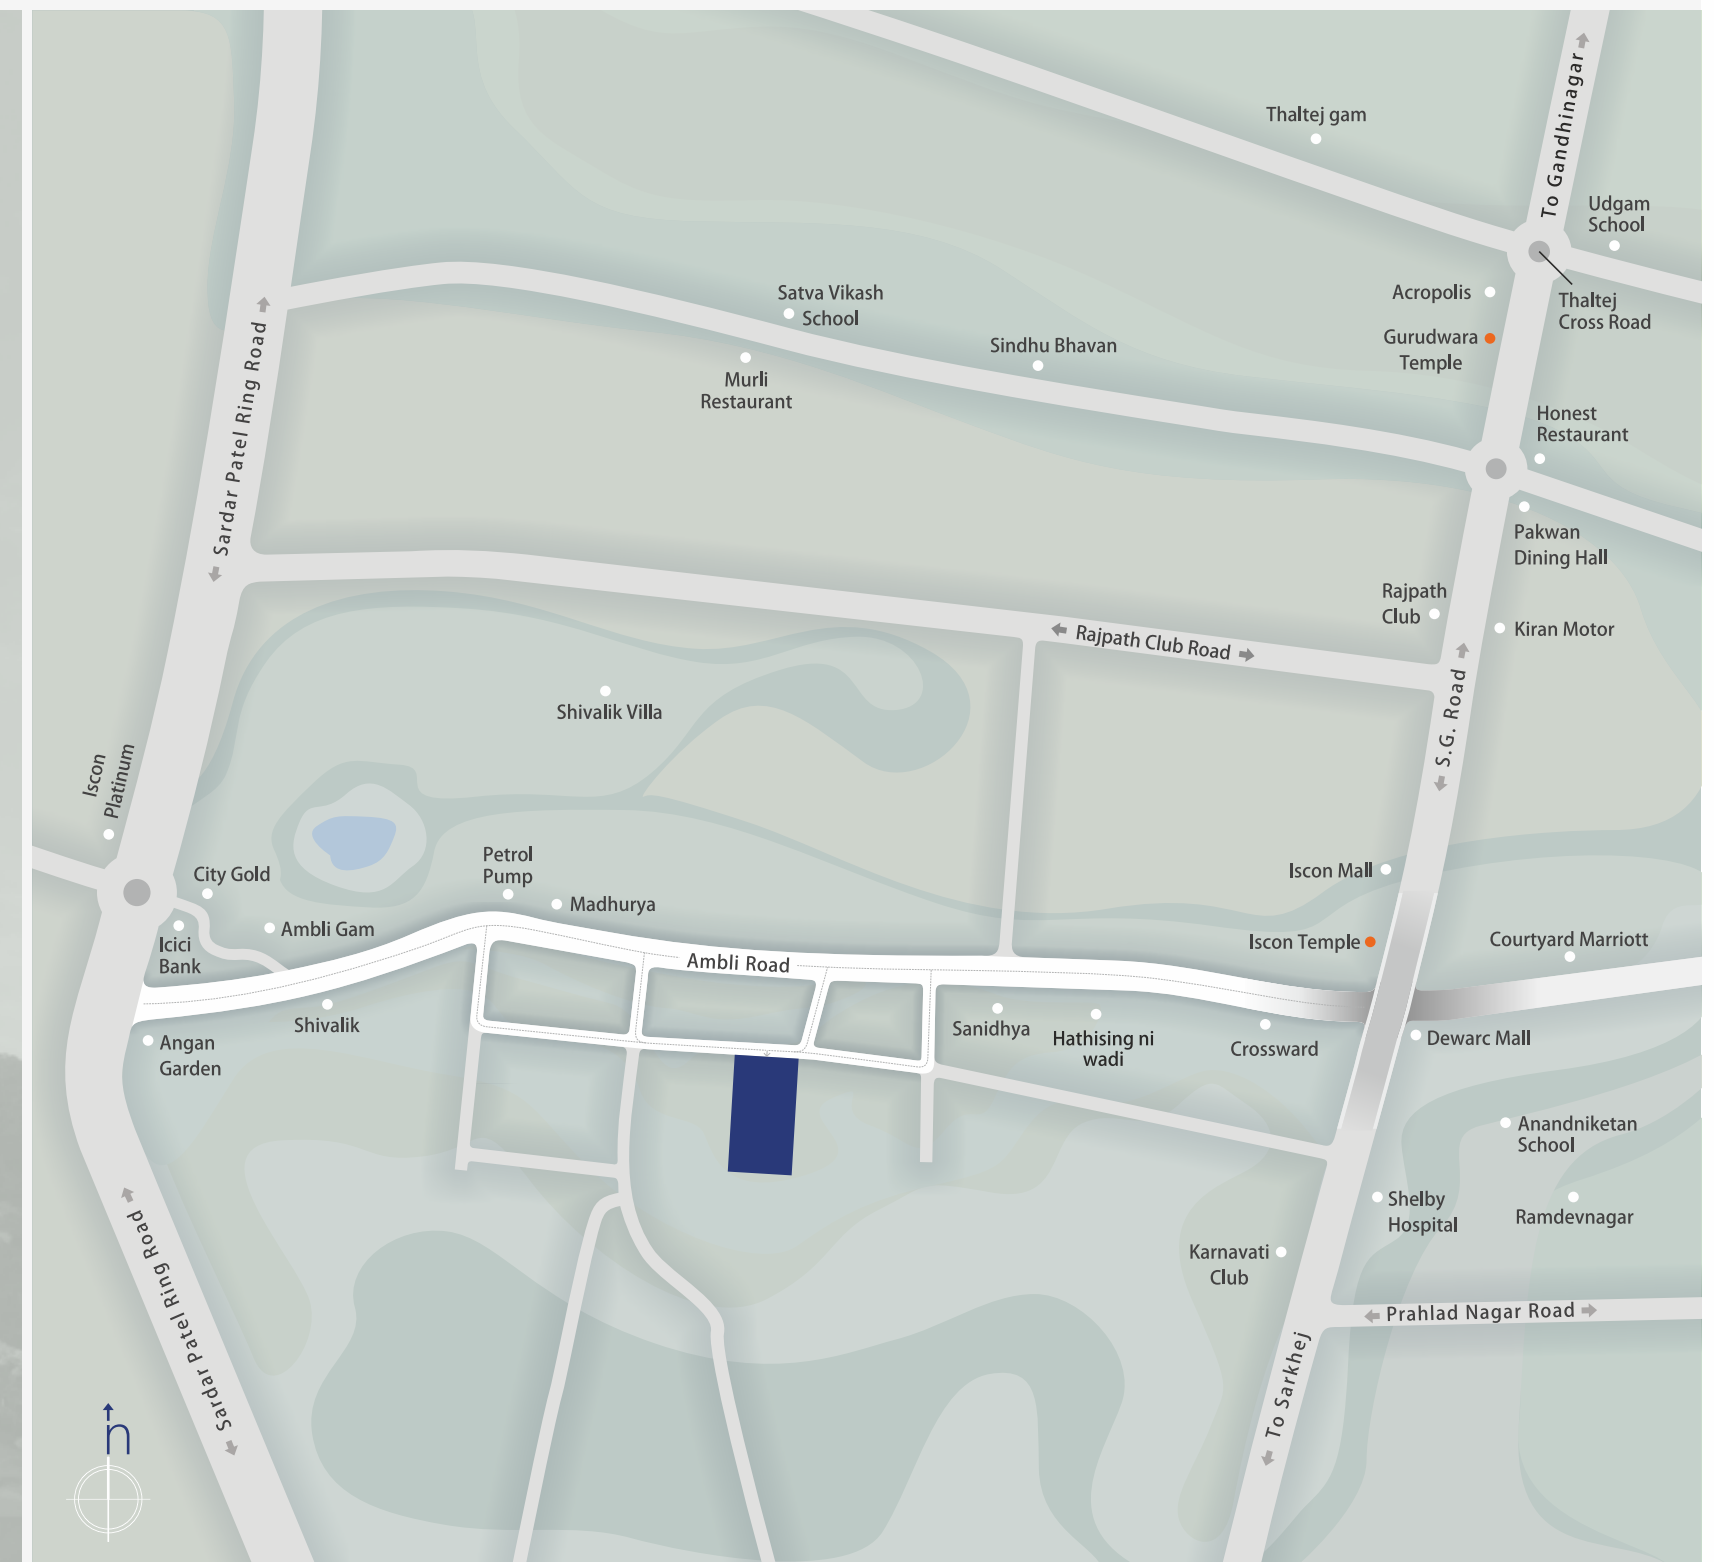 To Gandhinagar
Thaltej gam
Udgam
School
Acropolis
Thaltej
Cross Road
Satva Vikash
School
Sindhu Bhavan
Gurudwara
Temple
Murli
Restaurant
Sardar Patel Ring Road
Honest
Restaurant
Pakwan
Dining Hall
Rajpath
Club
Kiran Motor
Rajpath Club Road
S.G. Road
Shivalik Villa
Iscon
Platinum
City Gold
Petrol
Pump
Madhurya
Iscon Mall
Ambli Gam
Icici
Bank
Ambli Road
Iscon Temple
Courtyard Marriott
Shivalik
Angan
Garden
Sanidhya
Hathising ni
wadi
Crossward
Dewarc Mall
Anandniketan
School
Shelby
Hospital
Ramdevnagar
Karnavati
Club
Sardar Patel Ring Road
Prahlad Nagar Road
To Sarkhej
n